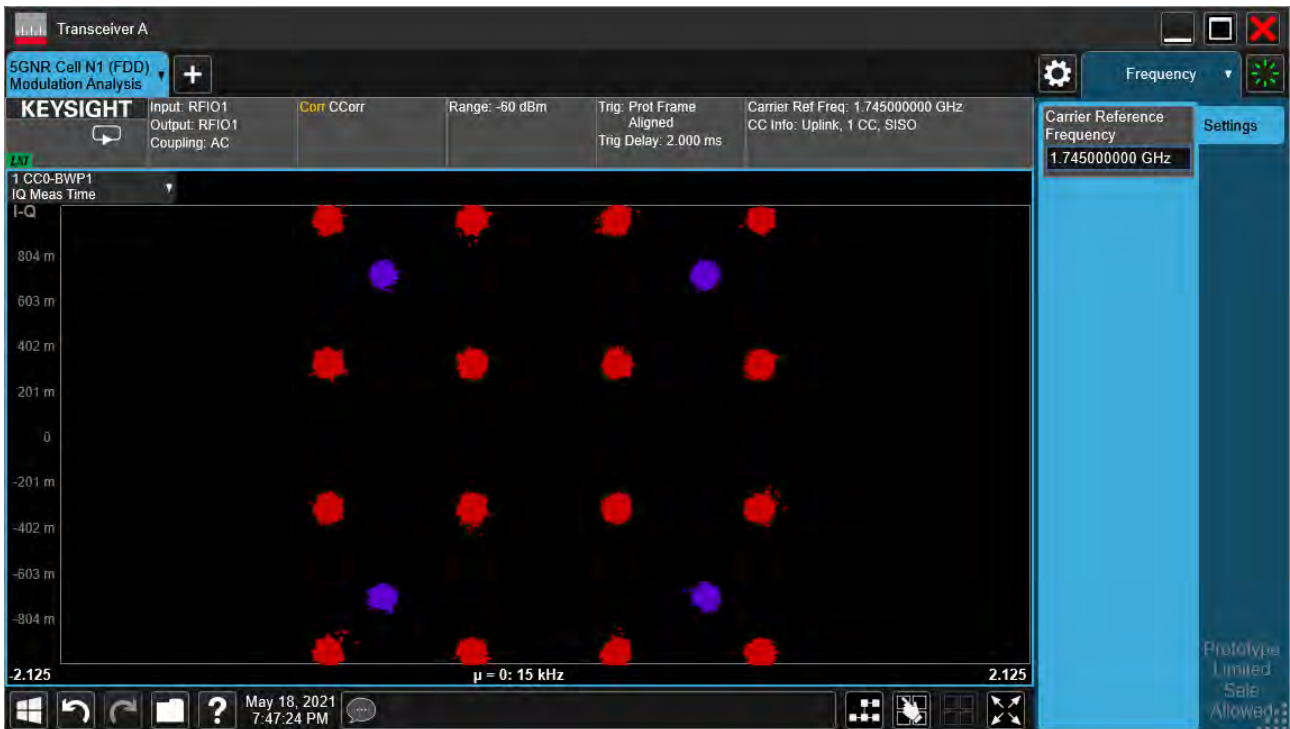 Transceiver A
5GNR Cell N1 (FDD)
Modulation Analysis
+
Frequency
KEYSIGHT
LXI
Input: RFIO1
Output: RFIO1
Coupling: AC
Corr CCorr
Range: -60 dBm
Trig: Prot Frame
Aligned
Trig Delay: 2.000 ms
Carrier Ref Freq: 1.745000000 GHz
CC Info: Uplink, 1 CC, SISO
Carrier Reference
Frequency
1.745000000 GHz
Settings
1 CC0-BWP1
IQ Meas Time
I-Q
804 m
603 m
402 m
201 m
0
-201 m
-402 m
-603 m
-804 m
-2.125
µ = 0: 15 kHz
2.125
Prototype
Limited
Sale
Allowed
?
May 18, 2021
7:47:24 PM